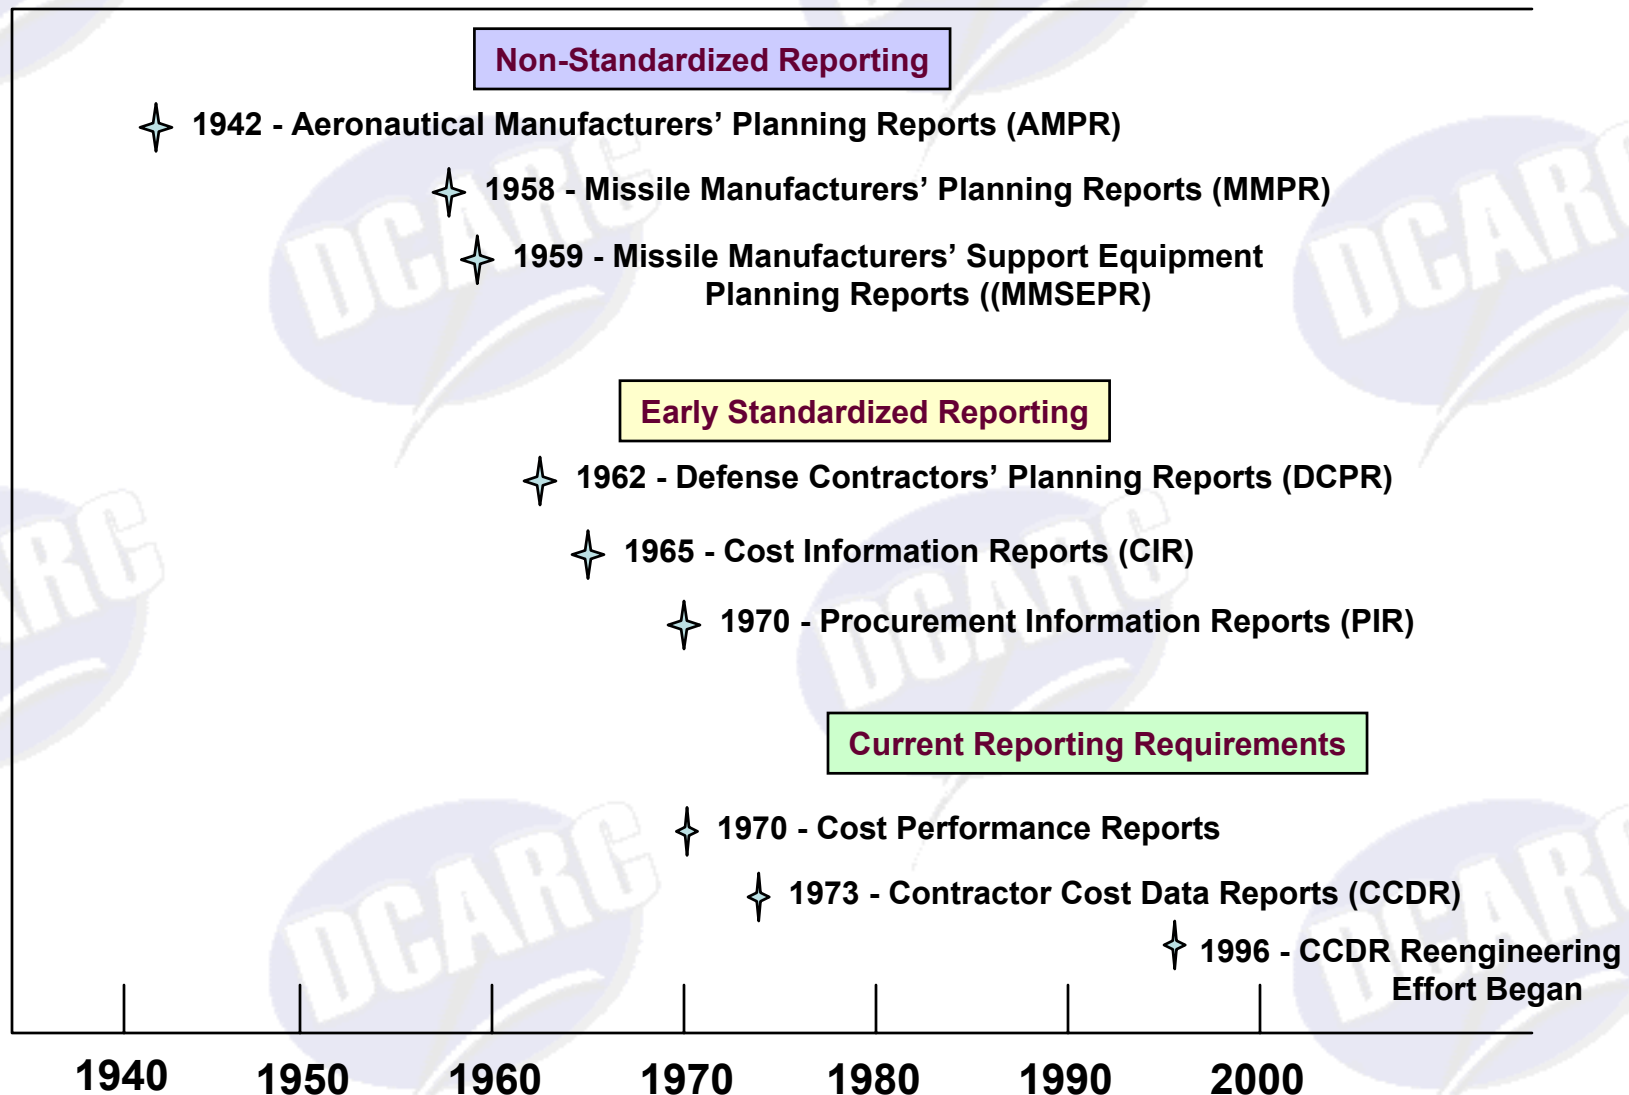 Non-Standardized Reporting
1942 - Aeronautical Manufacturers’ Planning Reports (AMPR)
1958 - Missile Manufacturers’ Planning Reports (MMPR)
1959 - Missile Manufacturers’ Support Equipment
Planning Reports ((MMSEPR)
Early Standardized Reporting
1962 - Defense Contractors’ Planning Reports (DCPR)
1965 - Cost Information Reports (CIR)
1970 - Procurement Information Reports (PIR)
Current Reporting Requirements
1970 - Cost Performance Reports
1973 - Contractor Cost Data Reports (CCDR)
1996 - CCDR Reengineering
Effort Began
1940 1950 1960 1970 1980 1990 2000
DCARC
DCARC
DCARC
DCARC
DCARC
RC